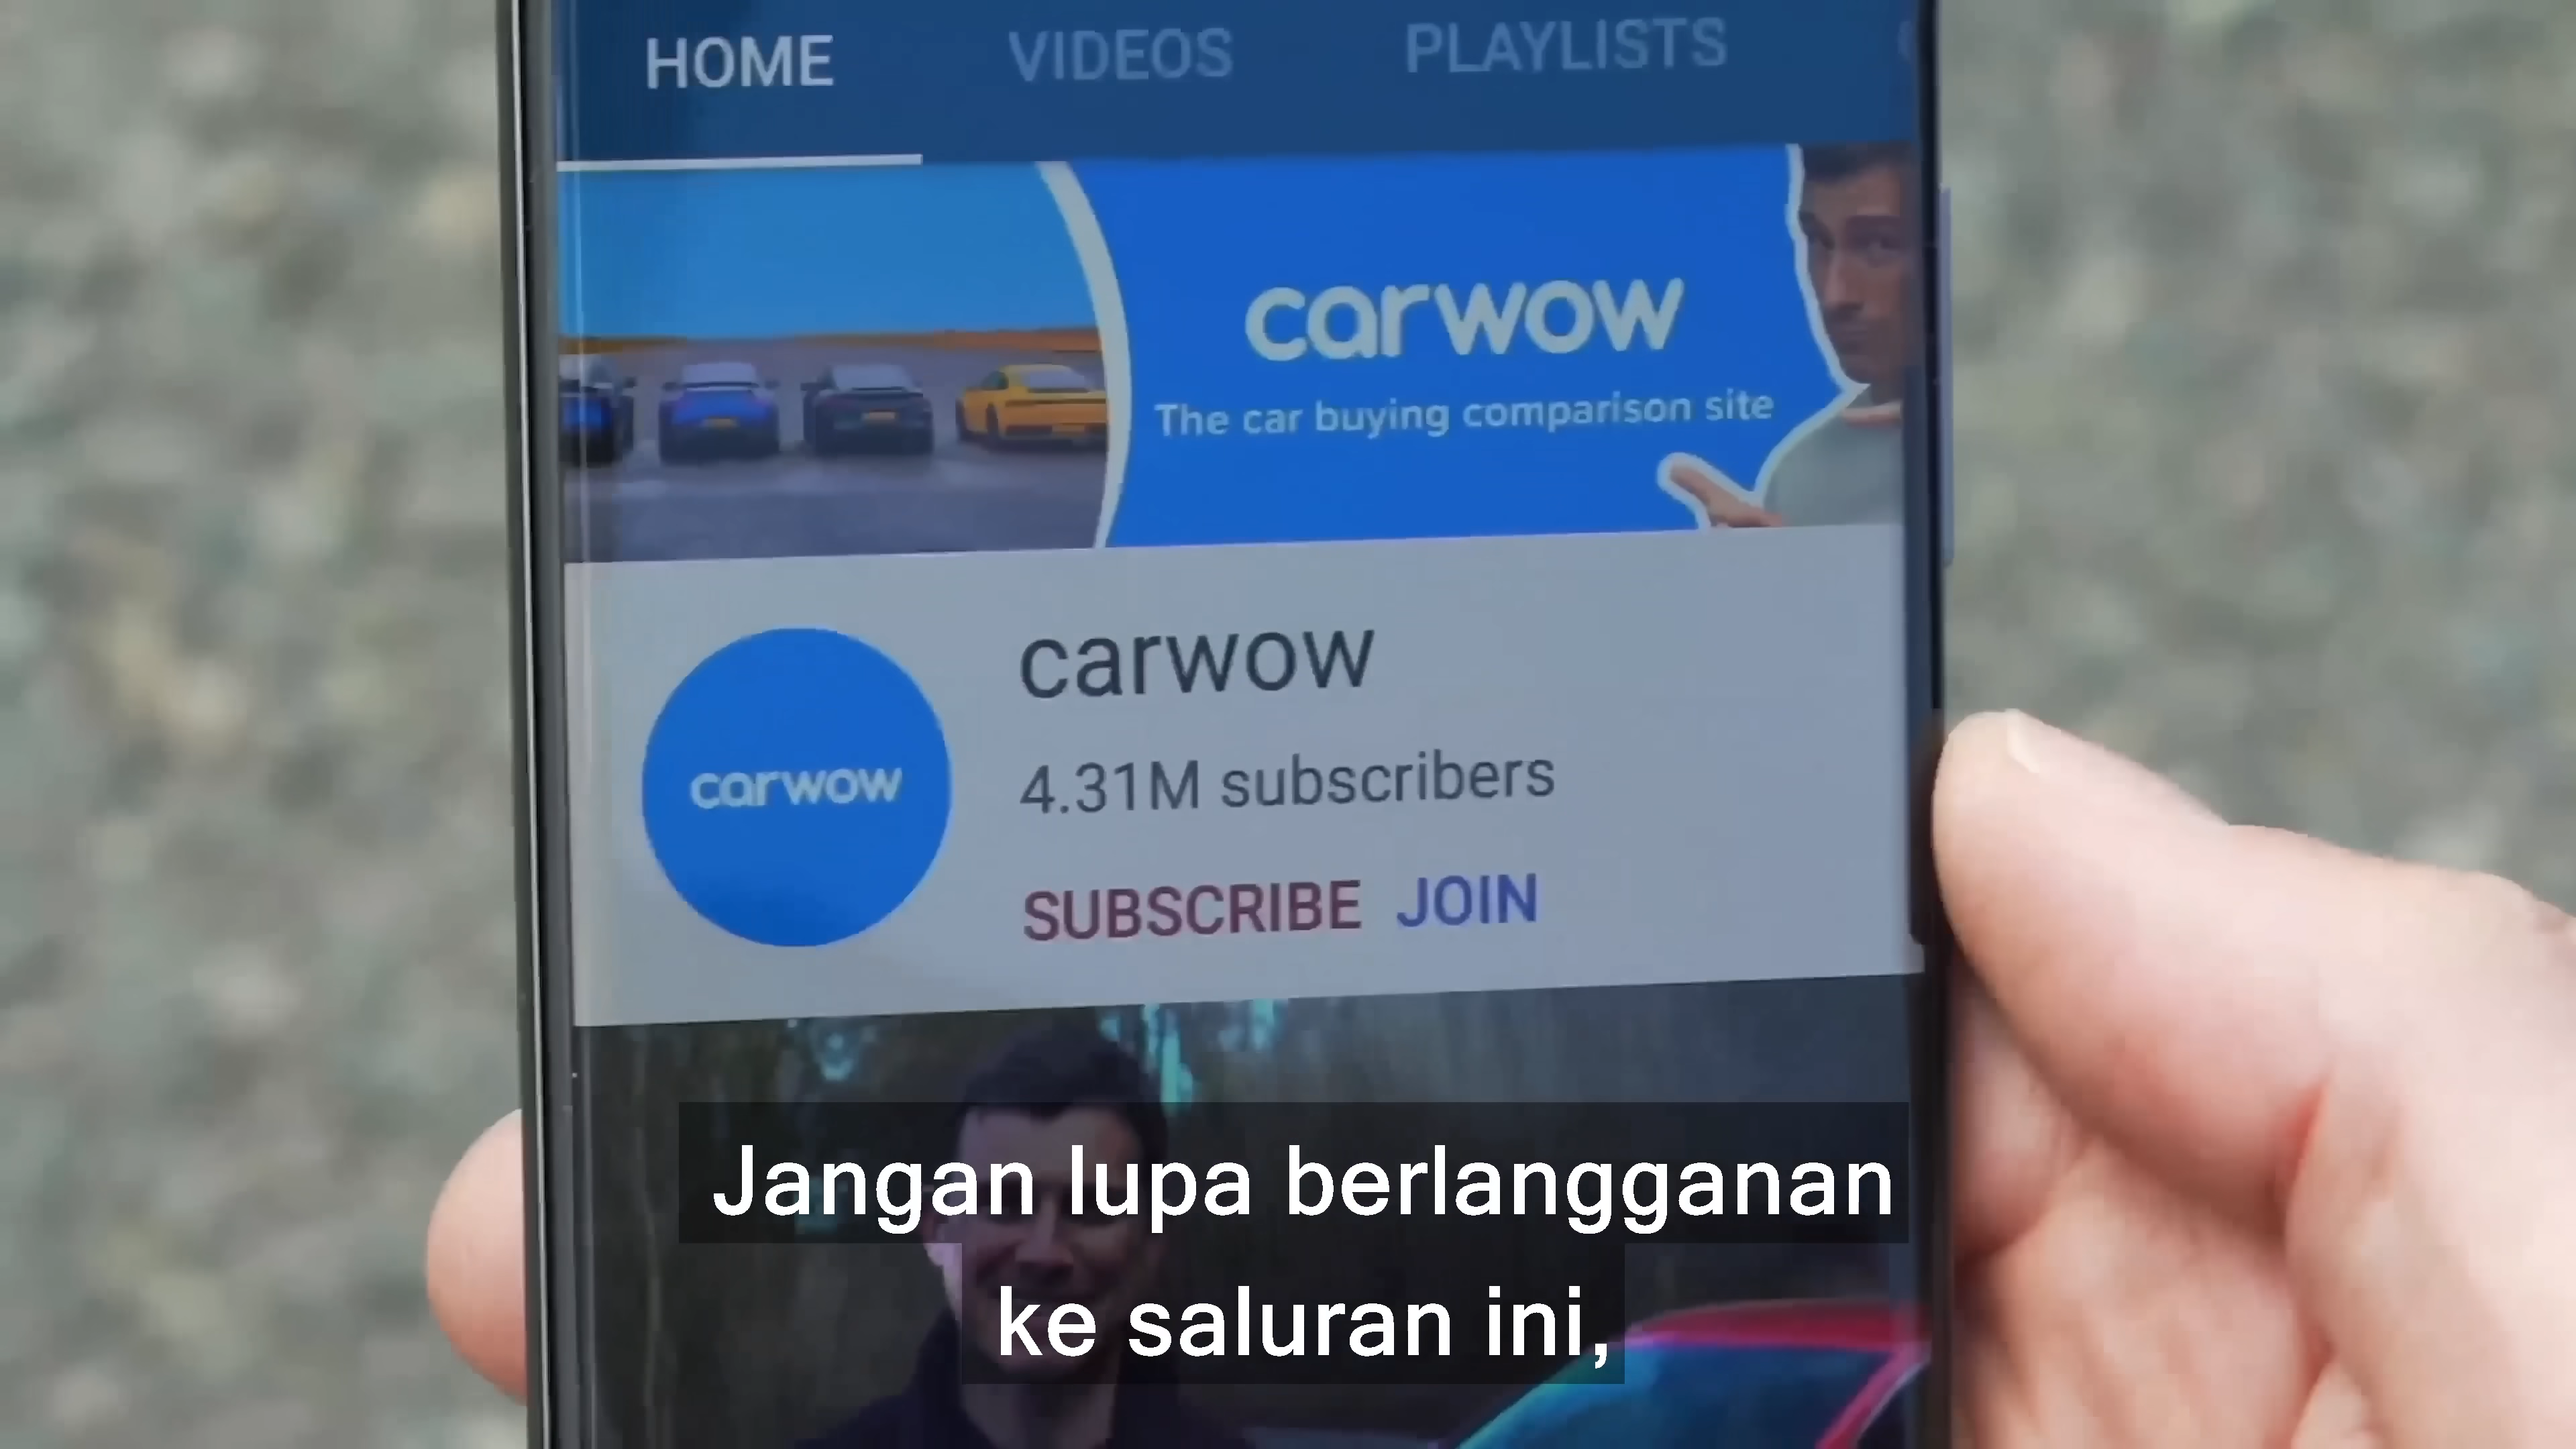 HOME VIDEOS PLAYLISTS
carwow
The car buying comparison site
carwow
carwow
4.31M subscribers
SUBSCRIBE JOIN
Jangan lupa berlangganan
ke saluran ini,